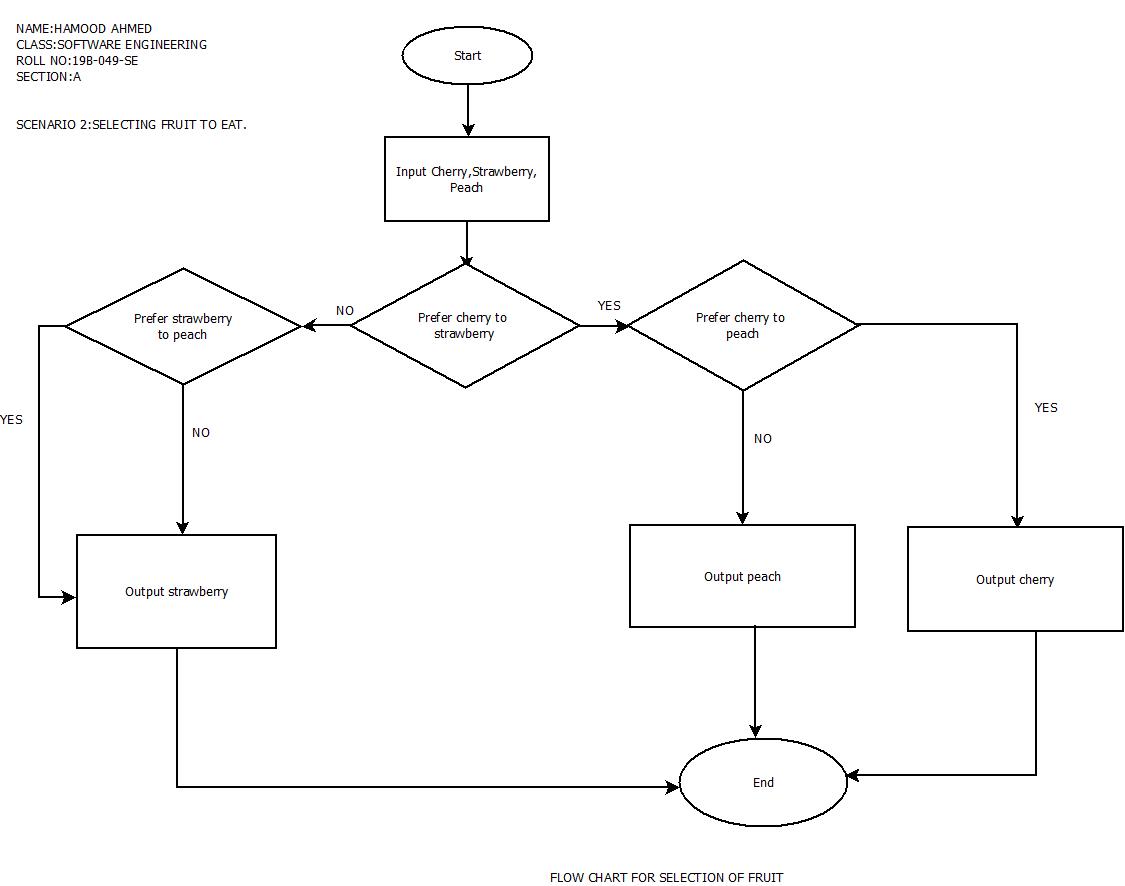 NAME:HAMOOD AHMED
CLASS:SOFTWARE ENGINEERING
ROLL NO:19B-049-SE
SECTION:A
SCENARIO 2:SELECTING FRUIT TO EAT.
Start
Input Cherry,Strawberry,
Peach
Prefer strawberry
to peach
NO
Prefer cherry to
strawberry
YES
Prefer cherry to
peach
YES
NO
NO
YES
Output strawberry
Output peach
Output cherry
End
FLOW CHART FOR SELECTION OF FRUIT